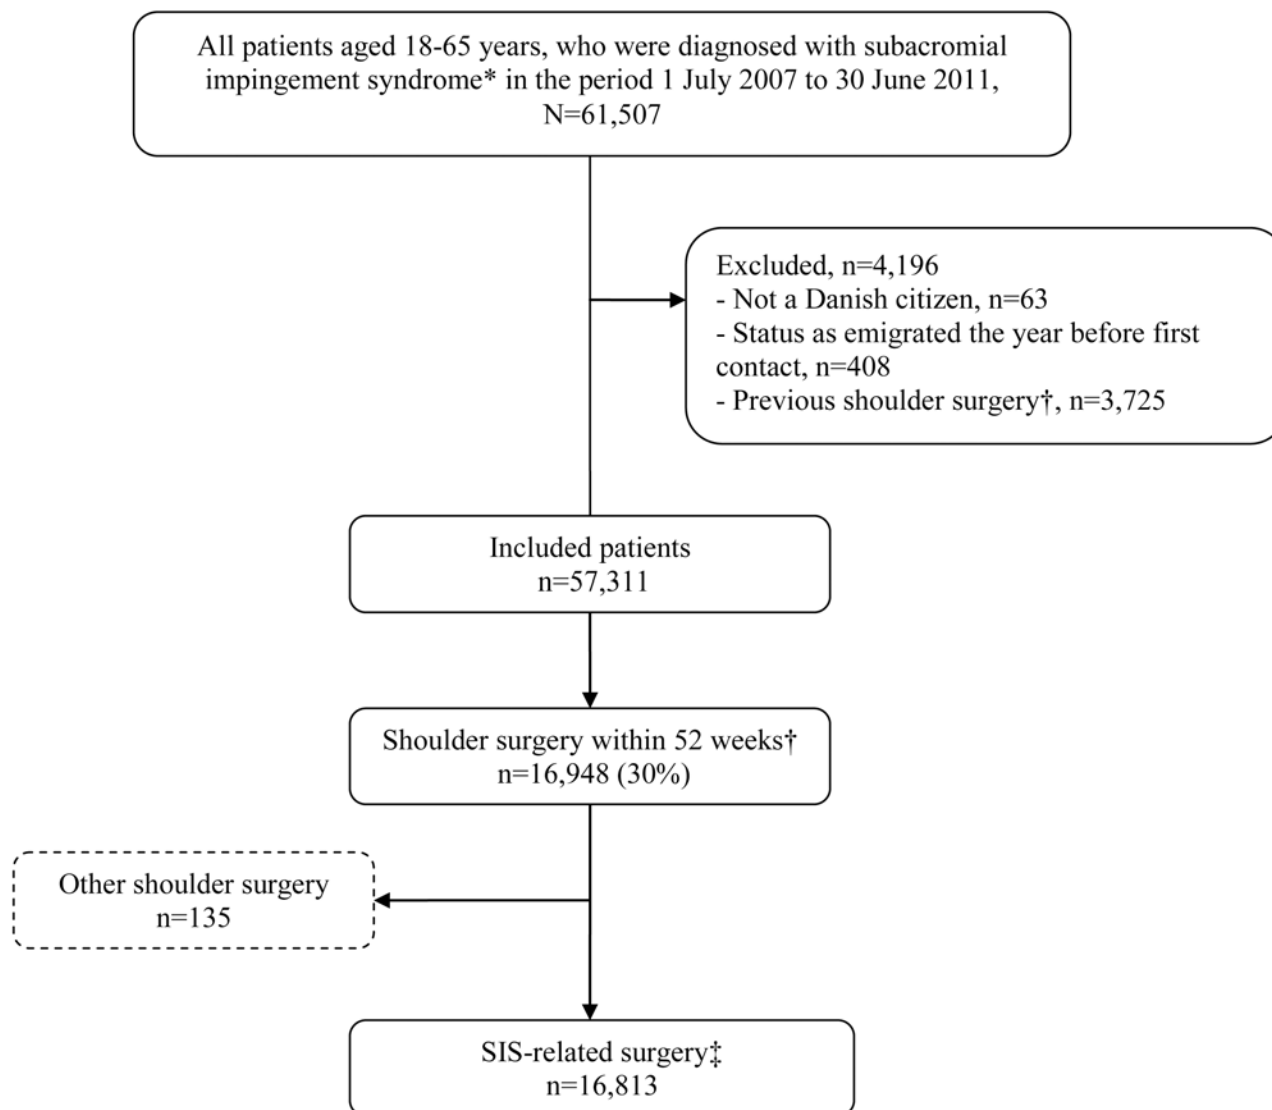 All patients aged 18-65 years, who were diagnosed with subacromial
impingement syndrome* in the period 1 July 2007 to 30 June 2011,
N=61,507
Excluded, n=4,196
- Not a Danish citizen, n=63
- Status as emigrated the year before first
contact, n=408
- Previous shoulder surgery†, n=3,725
Included patients
n=57,311
Shoulder surgery within 52 weeks†
n=16,948 (30%)
Other shoulder surgery
n=135
SIS-related surgery‡
n=16,813